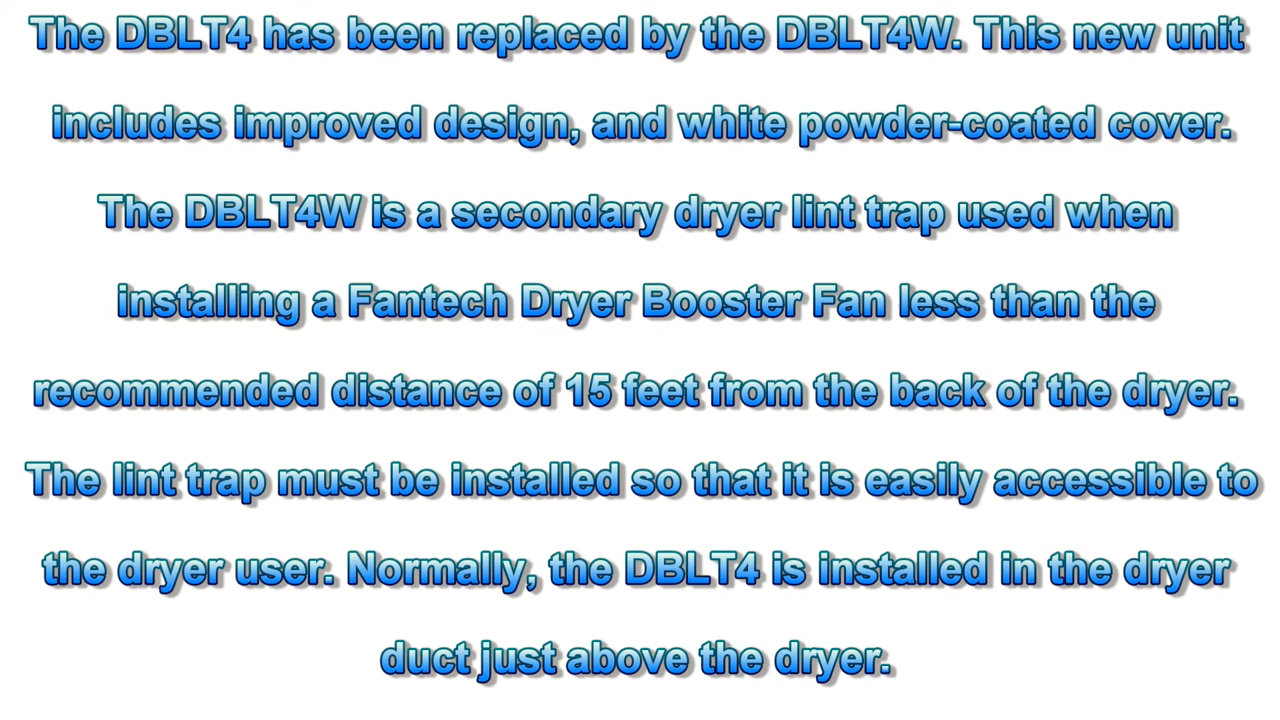 The DBLT4 has been replaced by the DBLT4W. This new unit
includes improved design, and white powder-coated cover.
The DBLT4W is a secondary dryer lint trap used when
installing a Fantech Dryer Booster Fan less than the
recommended distance of 15 feet from the back of the dryer.
The lint trap must be installed so that it is easily accessible to
the dryer user. Normally, the DBLT4 is installed in the dryer
duct just above the dryer.